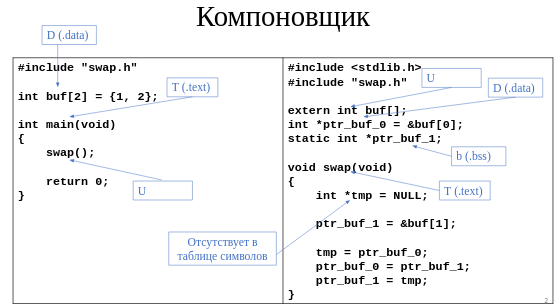 Компоновщик
D (.data)
#include "swap.h"
T (.text)
int buf[2] = {1, 2};
int main(void)
{
swap();
U
return 0;
}
#include <stdlib.h>
U
#include "swap.h"
D (.data)
extern int buf[];
int *ptr_buf_0 = &buf[0];
static int *ptr_buf_1;
b (.bss)
void swap(void)
{
T (.text)
int *tmp = NULL;
ptr_buf_1 = &buf[1];
Отсутствует в
таблице символов
tmp = ptr_buf_0;
ptr_buf_0 = ptr_buf_1;
ptr_buf_1 = tmp;
}
2